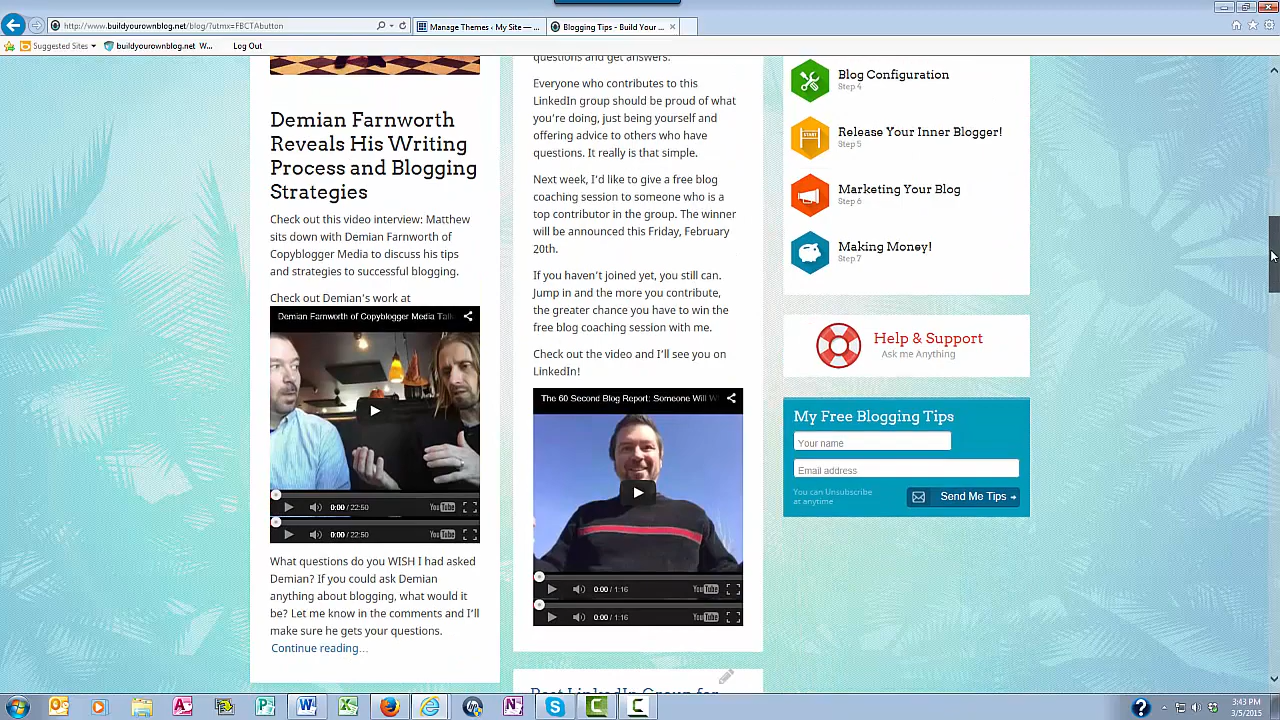 http://www.buildyourownblog.net/blog/?utmx=FBCTAbutton
Manage Themes ‹ My Site —...
Blogging Tips - Build Your ...
Suggested Sites
buildyourownblog.net W...
Log Out
Demian Farnworth
Reveals His Writing
Process and Blogging
Strategies
Check out this video interview: Matthew
sits down with Demian Farnworth of
Copyblogger Media to discuss his tips
and strategies to successful blogging.
Check out Demian's work at
Demian Farnworth of Copyblogger Media Tal
0:00 / 22:50
YouTube
0:00 / 22:50
YouTube
What questions do you WISH I had asked
Demian? If you could ask Demian
anything about blogging, what would it
be? Let me know in the comments and I'll
make sure he gets your questions.
Continue reading...
questions and get answers.
Everyone who contributes to this
LinkedIn group should be proud of what
you're doing, just being yourself and
offering advice to others who have
questions. It really is that simple.
Next week, I'd like to give a free blog
coaching session to someone who is a
top contributor in the group. The winner
will be announced this Friday, February
20th.
If you haven't joined yet, you still can.
Jump in and the more you contribute,
the greater chance you have to win the
free blog coaching session with me.
Check out the video and I'll see you on
LinkedIn!
The 60 Second Blog Report: Someone Will W
0:00 / 1:16
YouTube
0:00 / 1:16
YouTube
Best LinkedIn Group for
Blog Configuration
Step 4
START
Release Your Inner Blogger!
Step 5
Marketing Your Blog
Step 6
Making Money!
Step 7
Help & Support
Ask me Anything
My Free Blogging Tips
Your name
Email address
You can Unsubscribe
at anytime
Send Me Tips
3:43 PM
3/5/2015